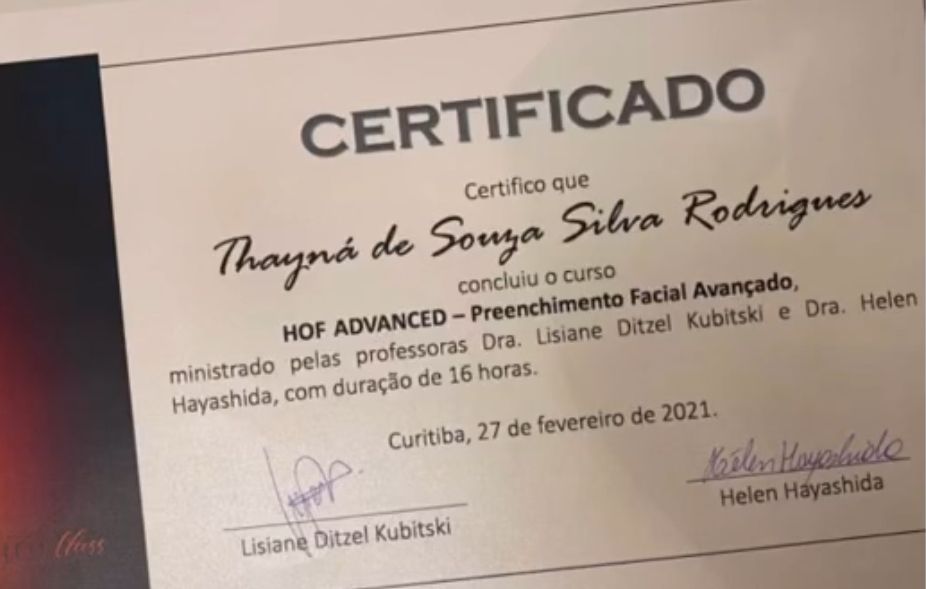 CERTIFICADO
Certifico que
Thayná de Souza Silva Rodrigues
concluiu o curso
HOF ADVANCED – Preenchimento Facial Avançado,
ministrado pelas professoras Dra. Lisiane Ditzel Kubitski e Dra. Helen
Hayashida, com duração de 16 horas.
Curitiba, 27 de fevereiro de 2021.
Helen Hayashida
Helen Hayashida
Lisiane Ditzel Kubitski
Class